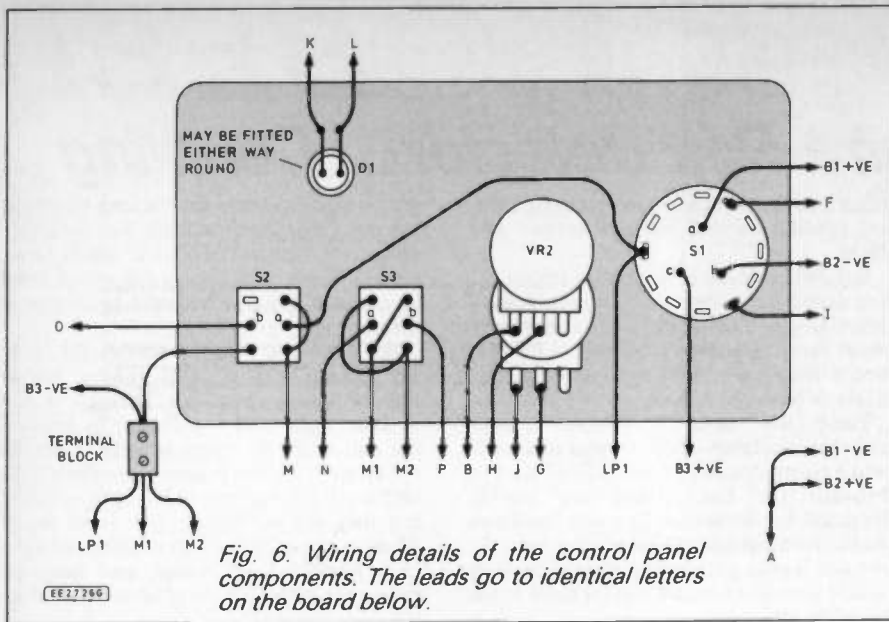 K L
MAY BE FITTED
EITHER WAY
ROUND
D1
B1+VE
F
a
S1
VR2
c
b
B2-VE
I
S2
S3
O
b a
a b
B3-VE
TERMINAL
BLOCK
M N M1 M2 P B H J G LP1 B3+VE
B1-VE
B2+VE
LP1 M1 M2
Fig. 6. Wiring details of the control panel
components. The leads go to identical letters
on the board below.
EE2726G